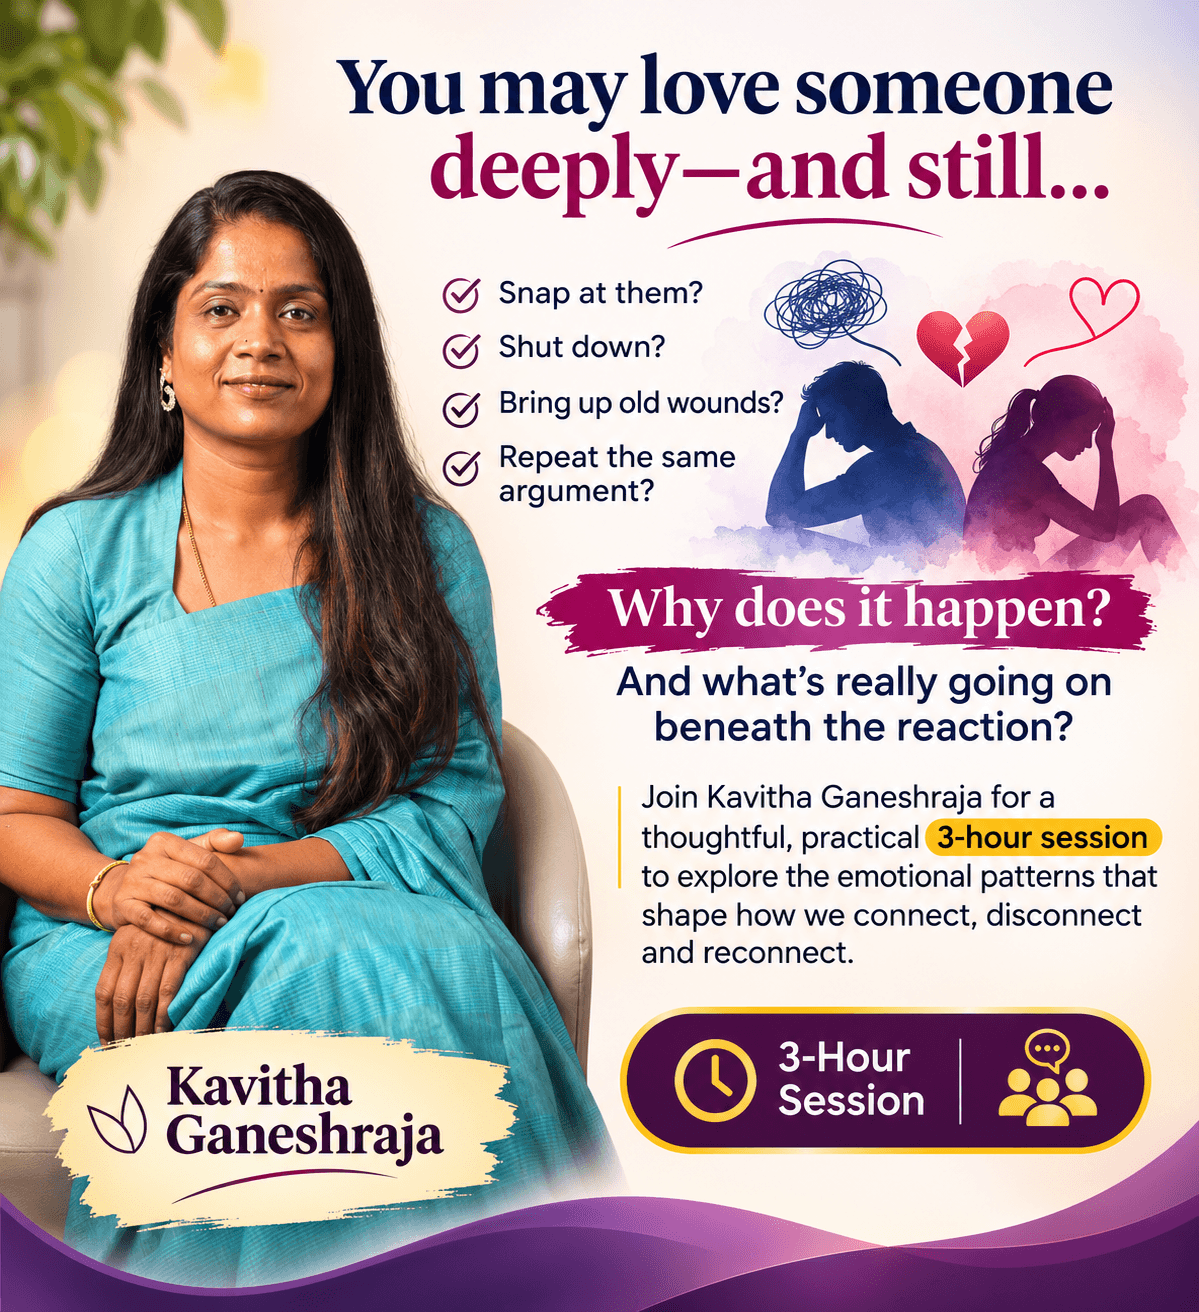 You may love someone
deeply—and still...
Snap at them?
Shut down?
Bring up old wounds?
Repeat the same
argument?
Why does it happen?
And what's really going on
beneath the reaction?
Join Kavitha Ganeshraja for a
thoughtful, practical 3-hour session
to explore the emotional patterns that
shape how we connect, disconnect
and reconnect.
3-Hour
Session
Kavitha
Ganeshraja